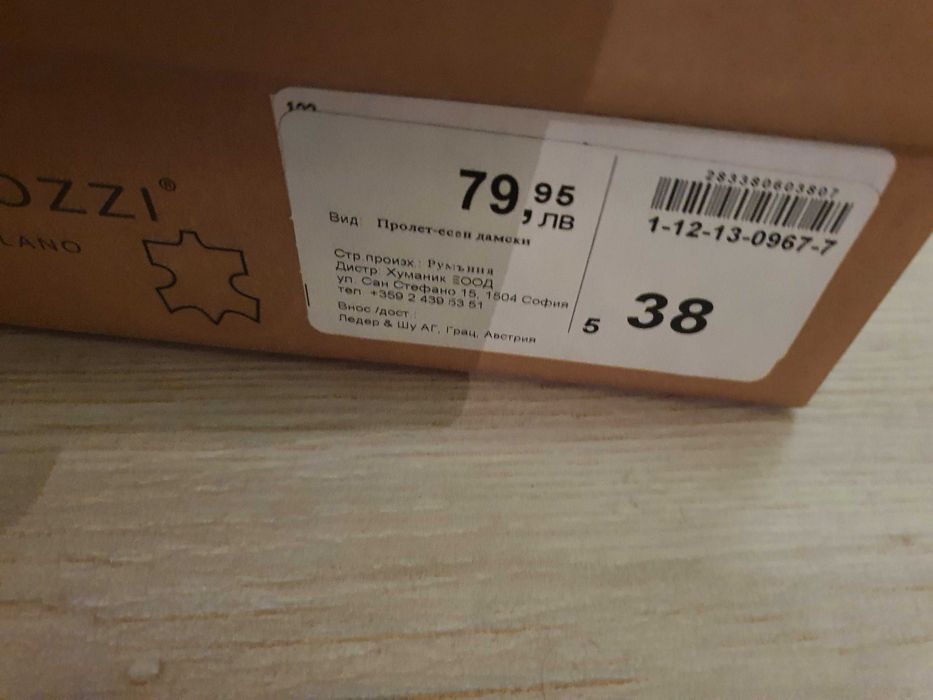 OZZI®
LANO
100
79,95 ЛВ
Вид: Пролет-есен дамски
Стр.произх.: Румъния
Дистр: Хуманик ЕООД
ул. Сан Стефано 15, 1504 София
тел. +359 2 439 53 51
Внос./дост.:
Ледер & Шу АГ, Грац, Австрия
283380603807
1-12-13-0967-7
5 38